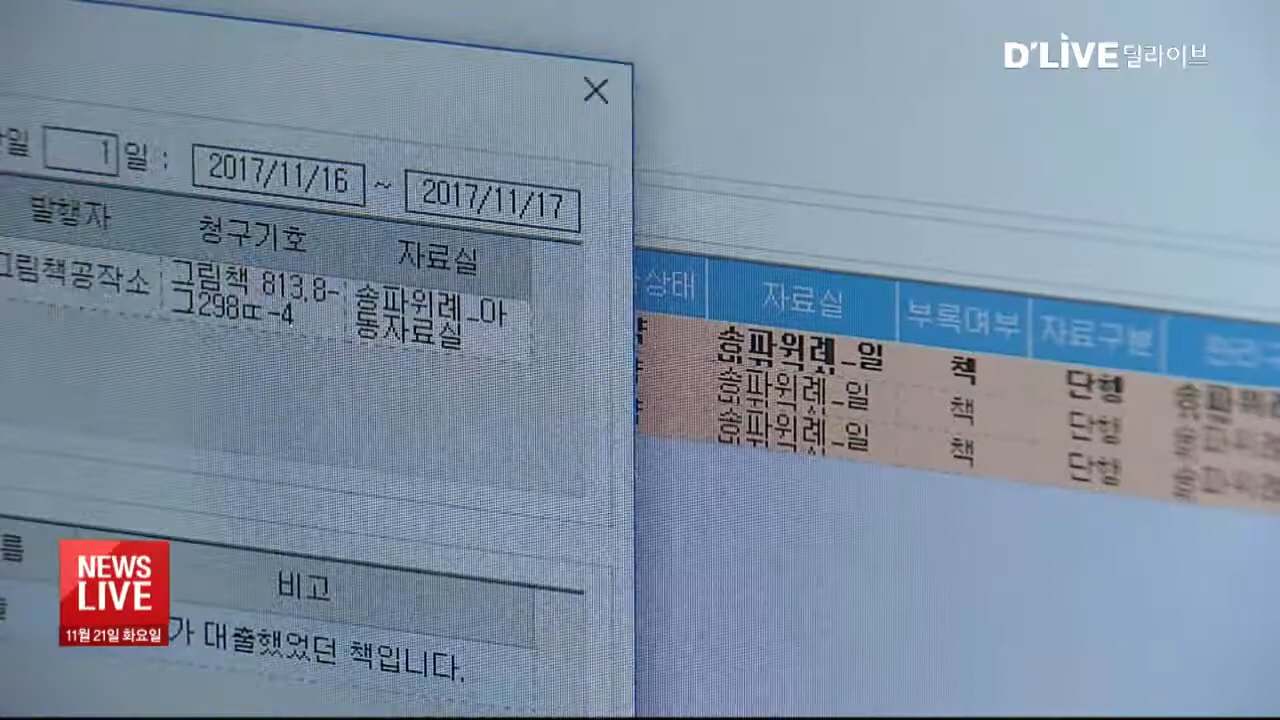 D'LIVE 딜라이브
일 1 일 : 2017/11/16 ~ 2017/11/17
발행자 청구기호 자료실
그림책공작소 그림책 813.8-그298ㄸ-4 송파위례_아동자료실
상태 자료실 부록여부 자료구분
송파위례_일 책 단행
송파위례_일 책 단행
송파위례_일 책 단행
비고
가 대출했었던 책입니다.
NEWS
LIVE
11월 21일 화요일